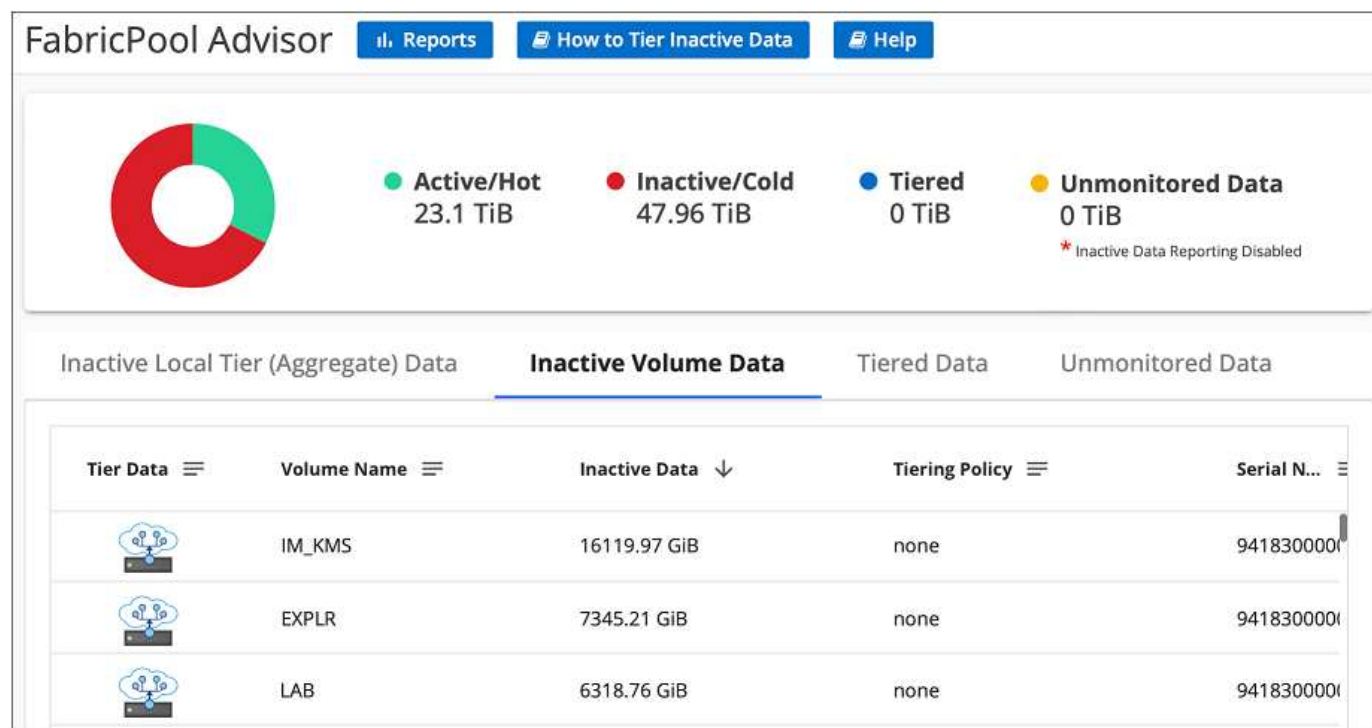 FabricPool Advisor Reports How to Tier Inactive Data Help
Active/Hot Inactive/Cold Tiered Unmonitored Data
23.1 TiB 47.96 TiB 0 TiB 0 TiB
* Inactive Data Reporting Disabled
Inactive Local Tier (Aggregate) Data Inactive Volume Data Tiered Data Unmonitored Data
Tier Data Volume Name Inactive Data Tiering Policy Serial N...
IM_KMS 16119.97 GiB none 9418300000
EXPLR 7345.21 GiB none 9418300000
LAB 6318.76 GiB none 9418300000